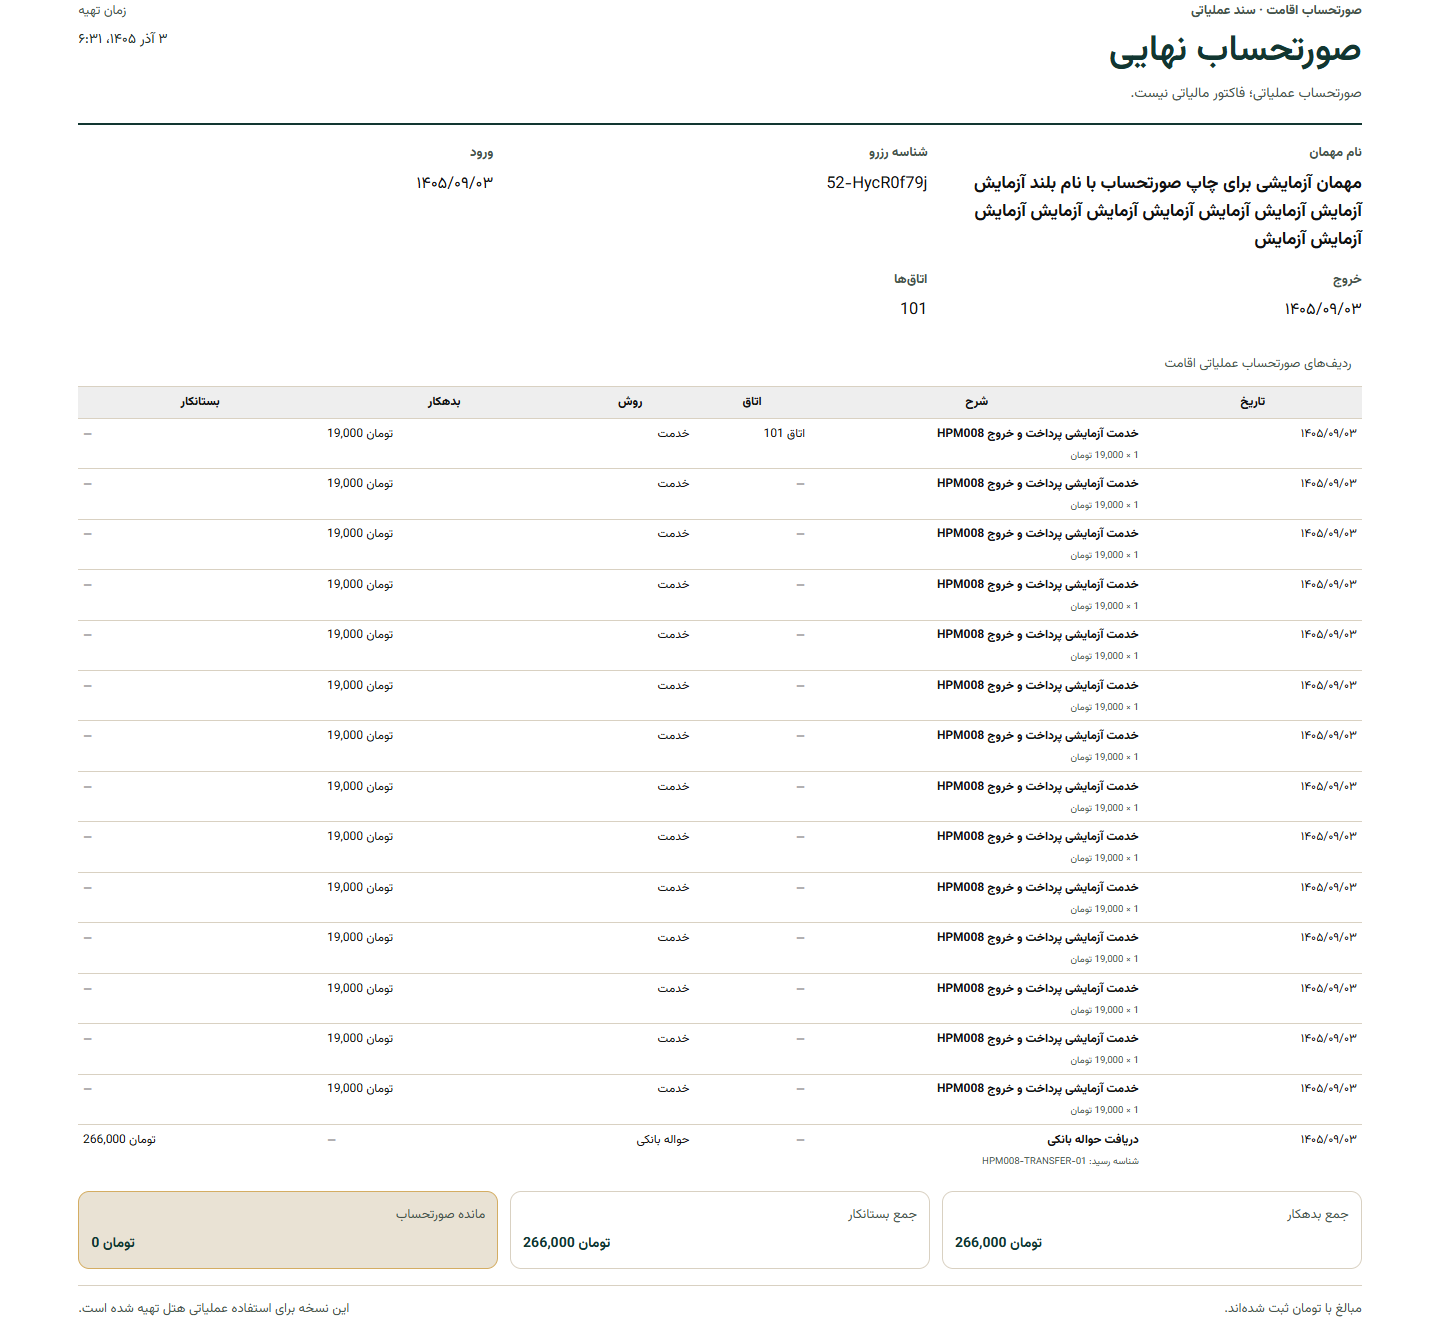 صورتحساب اقامت · سند عملیاتی
زمان تهیه
صورتحساب نهایی
۳ آذر ۱۴۰۵، ۶:۳۱
صورتحساب عملیاتی؛ فاکتور مالیاتی نیست.
نام مهمان
مهمان آزمایشی برای چاپ صورتحساب با نام بلند آزمایش
آزمایش آزمایش آزمایش آزمایش آزمایش آزمایش آزمایش
آزمایش آزمایش
شناسه رزرو
52-HycR0f79j
ورود
۱۴۰۵/۰۹/۰۳
خروج
۱۴۰۵/۰۹/۰۳
اتاق‌ها
101
ردیف‌های صورتحساب عملیاتی اقامت
تاریخ شرح اتاق روش بدهکار بستانکار
۱۴۰۵/۰۹/۰۳ خدمت آزمایشی پرداخت و خروج HPM008 اتاق 101 خدمت تومان 19,000 —
1 × 19,000 تومان
۱۴۰۵/۰۹/۰۳ خدمت آزمایشی پرداخت و خروج HPM008 — خدمت تومان 19,000 —
1 × 19,000 تومان
۱۴۰۵/۰۹/۰۳ خدمت آزمایشی پرداخت و خروج HPM008 — خدمت تومان 19,000 —
1 × 19,000 تومان
۱۴۰۵/۰۹/۰۳ خدمت آزمایشی پرداخت و خروج HPM008 — خدمت تومان 19,000 —
1 × 19,000 تومان
۱۴۰۵/۰۹/۰۳ خدمت آزمایشی پرداخت و خروج HPM008 — خدمت تومان 19,000 —
1 × 19,000 تومان
۱۴۰۵/۰۹/۰۳ خدمت آزمایشی پرداخت و خروج HPM008 — خدمت تومان 19,000 —
1 × 19,000 تومان
۱۴۰۵/۰۹/۰۳ خدمت آزمایشی پرداخت و خروج HPM008 — خدمت تومان 19,000 —
1 × 19,000 تومان
۱۴۰۵/۰۹/۰۳ خدمت آزمایشی پرداخت و خروج HPM008 — خدمت تومان 19,000 —
1 × 19,000 تومان
۱۴۰۵/۰۹/۰۳ خدمت آزمایشی پرداخت و خروج HPM008 — خدمت تومان 19,000 —
1 × 19,000 تومان
۱۴۰۵/۰۹/۰۳ خدمت آزمایشی پرداخت و خروج HPM008 — خدمت تومان 19,000 —
1 × 19,000 تومان
۱۴۰۵/۰۹/۰۳ خدمت آزمایشی پرداخت و خروج HPM008 — خدمت تومان 19,000 —
1 × 19,000 تومان
۱۴۰۵/۰۹/۰۳ خدمت آزمایشی پرداخت و خروج HPM008 — خدمت تومان 19,000 —
1 × 19,000 تومان
۱۴۰۵/۰۹/۰۳ خدمت آزمایشی پرداخت و خروج HPM008 — خدمت تومان 19,000 —
1 × 19,000 تومان
۱۴۰۵/۰۹/۰۳ خدمت آزمایشی پرداخت و خروج HPM008 — خدمت تومان 19,000 —
1 × 19,000 تومان
۱۴۰۵/۰۹/۰۳ دریافت حواله بانکی — حواله بانکی — تومان 266,000
شناسه رسید: HPM008-TRANSFER-01
جمع بدهکار
تومان 266,000
جمع بستانکار
تومان 266,000
مانده صورتحساب
تومان 0
مبالغ با تومان ثبت شده‌اند.
این نسخه برای استفاده عملیاتی هتل تهیه شده است.